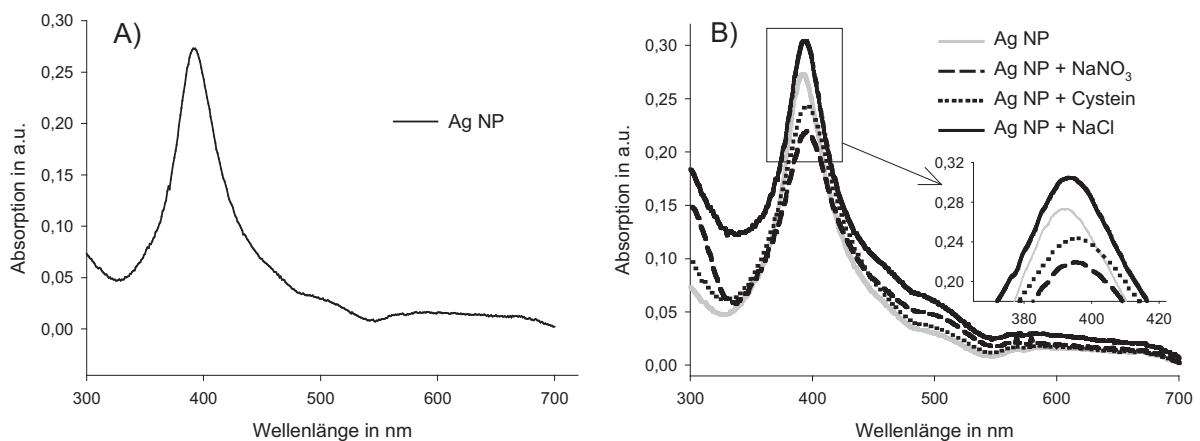 A)
0,30
0,25
0,20
0,15
0,10
0,05
0,00
Absorption in a.u.
Ag NP
300 400 500 600 700
Wellenlänge in nm
B)
0,30
0,25
0,20
0,15
0,10
0,05
0,00
Absorption in a.u.
Ag NP
Ag NP + NaNO₃
Ag NP + Cystein
Ag NP + NaCl
0,32
0,28
0,24
0,20
380 400 420
300 400 500 600 700
Wellenlänge in nm